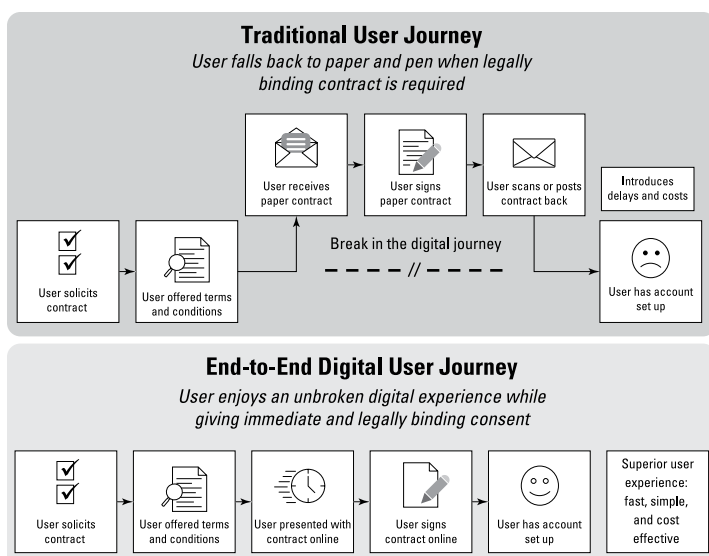 Traditional User Journey
User falls back to paper and pen when legally
binding contract is required
User receives
paper contract
User signs
paper contract
User scans or posts
contract back
Introduces
delays and costs
Break in the digital journey
User solicits
contract
User offered terms
and conditions
User has account
set up
End-to-End Digital User Journey
User enjoys an unbroken digital experience while
giving immediate and legally binding consent
User solicits
contract
User offered terms
and conditions
User presented with
contract online
User signs
contract online
User has account
set up
Superior user
experience:
fast, simple,
and cost
effective